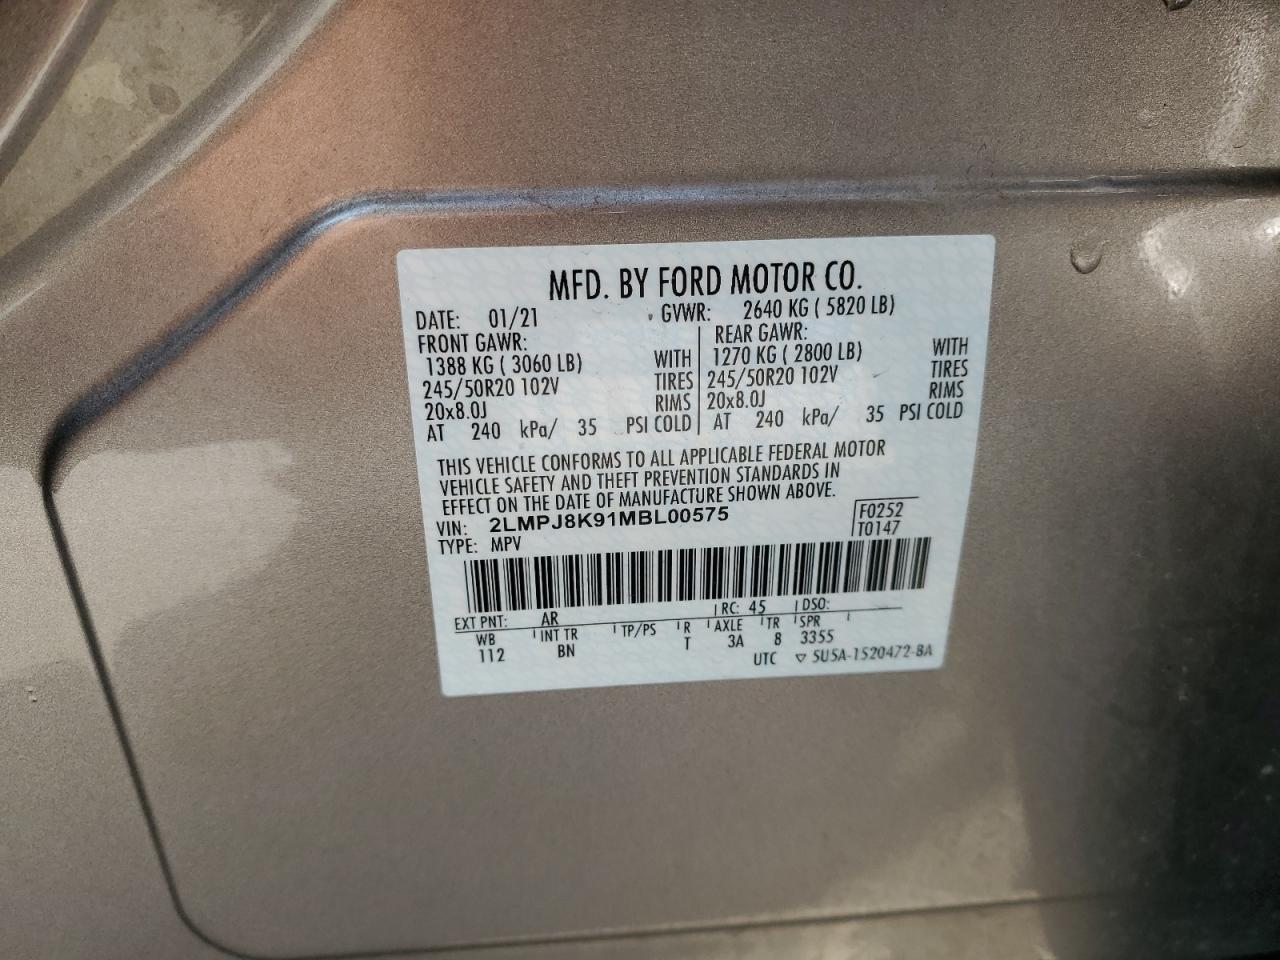 MFD. BY FORD MOTOR CO.
DATE: 01/21 GVWR: 2640 KG ( 5820 LB)
FRONT GAWR: REAR GAWR:
1388 KG ( 3060 LB) WITH 1270 KG ( 2800 LB) WITH
245/50R20 102V TIRES 245/50R20 102V TIRES
20x8.0J RIMS 20x8.0J RIMS
AT 240 kPa/ 35 PSI COLD AT 240 kPa/ 35 PSI COLD
THIS VEHICLE CONFORMS TO ALL APPLICABLE FEDERAL MOTOR
VEHICLE SAFETY AND THEFT PREVENTION STANDARDS IN
EFFECT ON THE DATE OF MANUFACTURE SHOWN ABOVE.
VIN: 2LMPJ8K91MBL00575 F0252
TYPE: MPV T0147
EXT PNT: AR RC: 45 DSO:
WB INT TR TP/PS R AXLE TR SPR
112 BN T 3A 8 3355
UTC ▽ 5U5A-1520472-BA